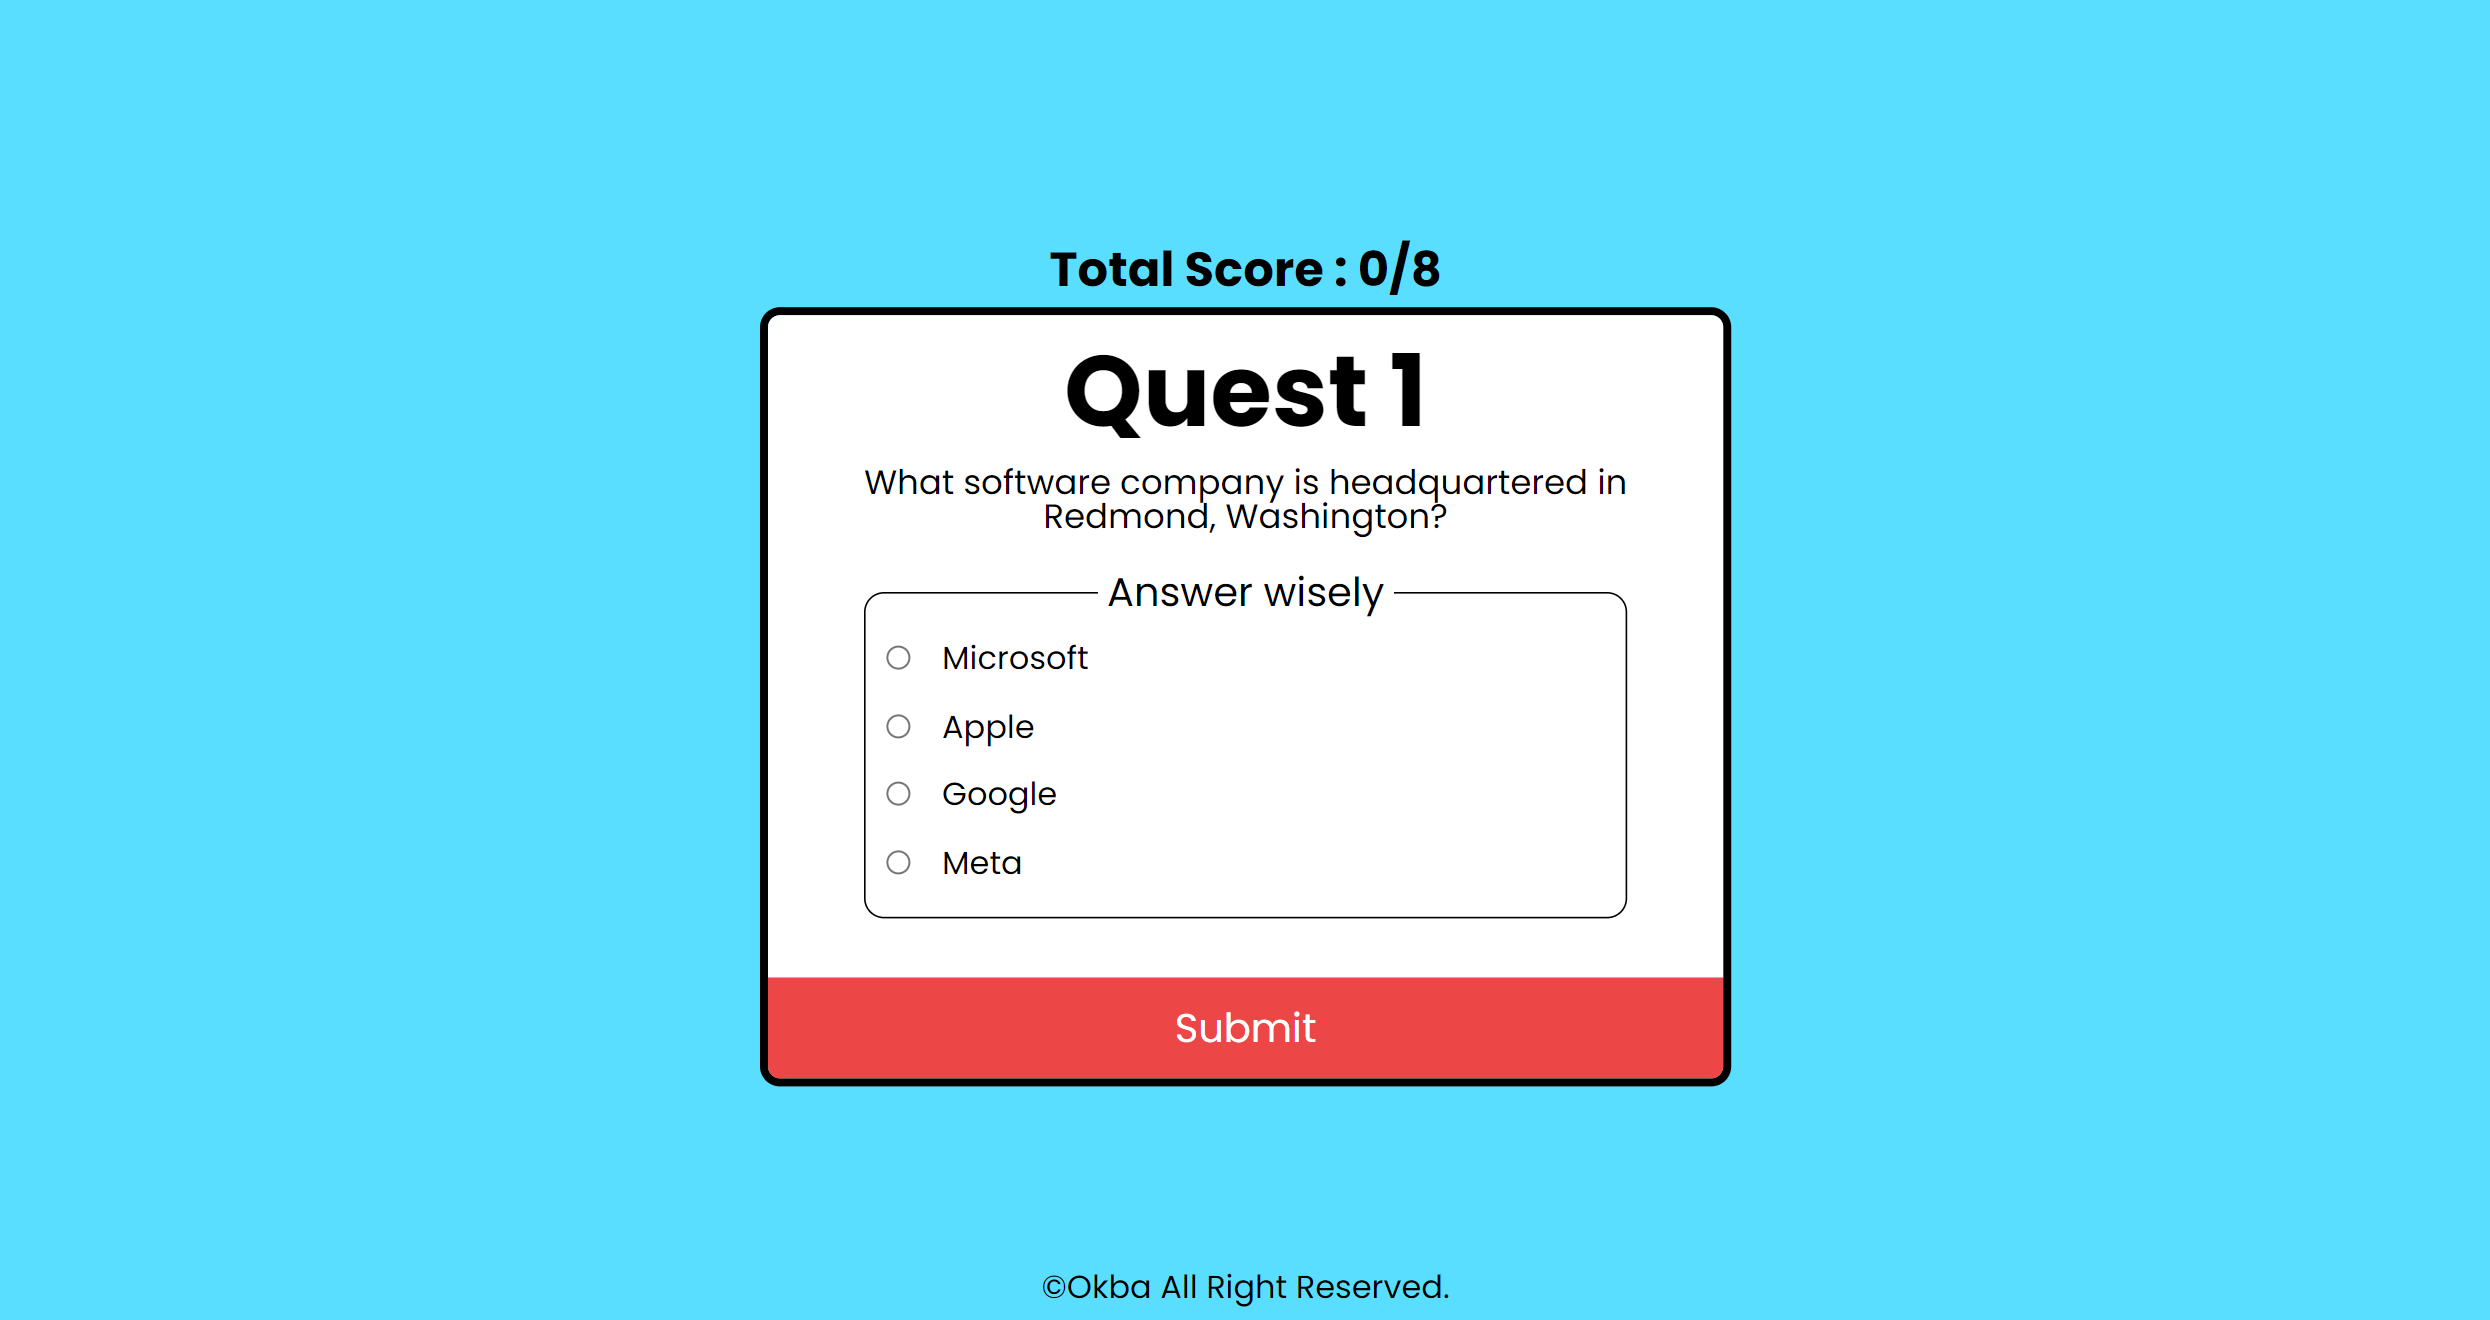 Total Score : 0/8
Quest 1
What software company is headquartered in
Redmond, Washington?
Answer wisely
Microsoft
Apple
Google
Meta
Submit
©Okba All Right Reserved.